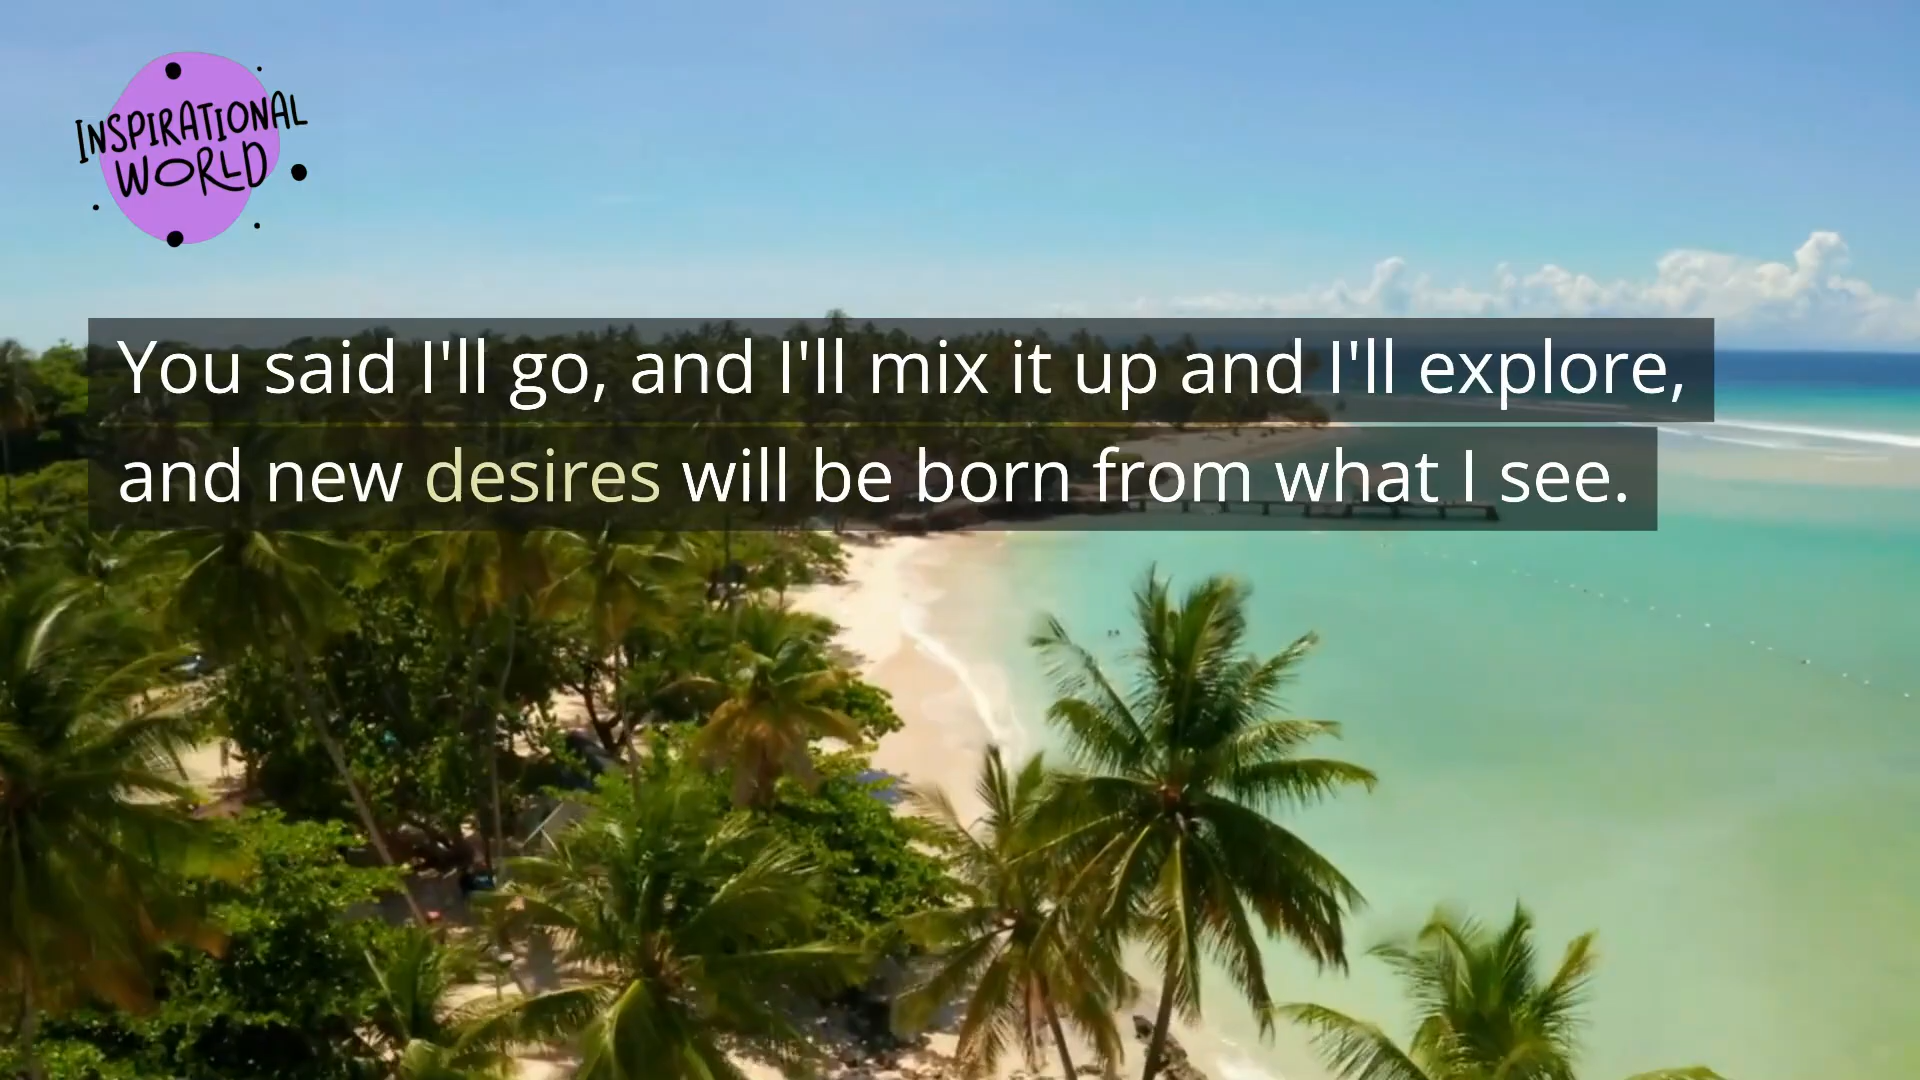 INSPIRATIONAL
WORLD
You said I'll go, and I'll mix it up and I'll explore,
and new desires will be born from what I see.